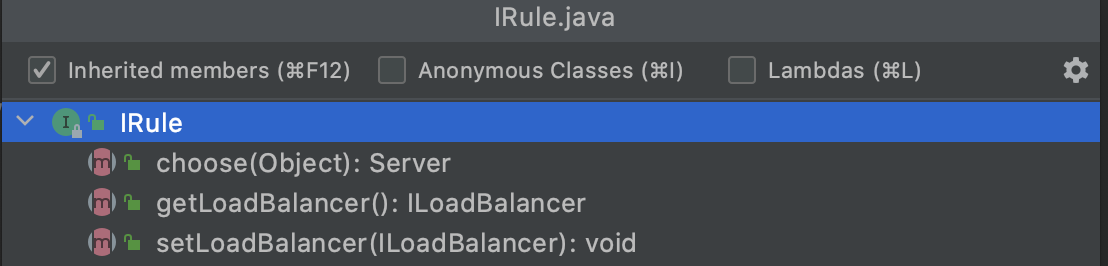 IRule.java
Inherited members (⌘F12) Anonymous Classes (⌘I) Lambdas (⌘L)
I IRule
m choose(Object): Server
m getLoadBalancer(): ILoadBalancer
m setLoadBalancer(ILoadBalancer): void